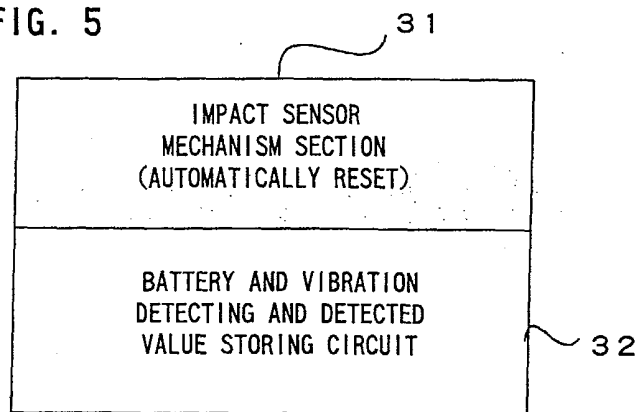 FIG. 5
31
IMPACT SENSOR
MECHANISM SECTION
(AUTOMATICALLY RESET)
BATTERY AND VIBRATION
DETECTING AND DETECTED
VALUE STORING CIRCUIT
32